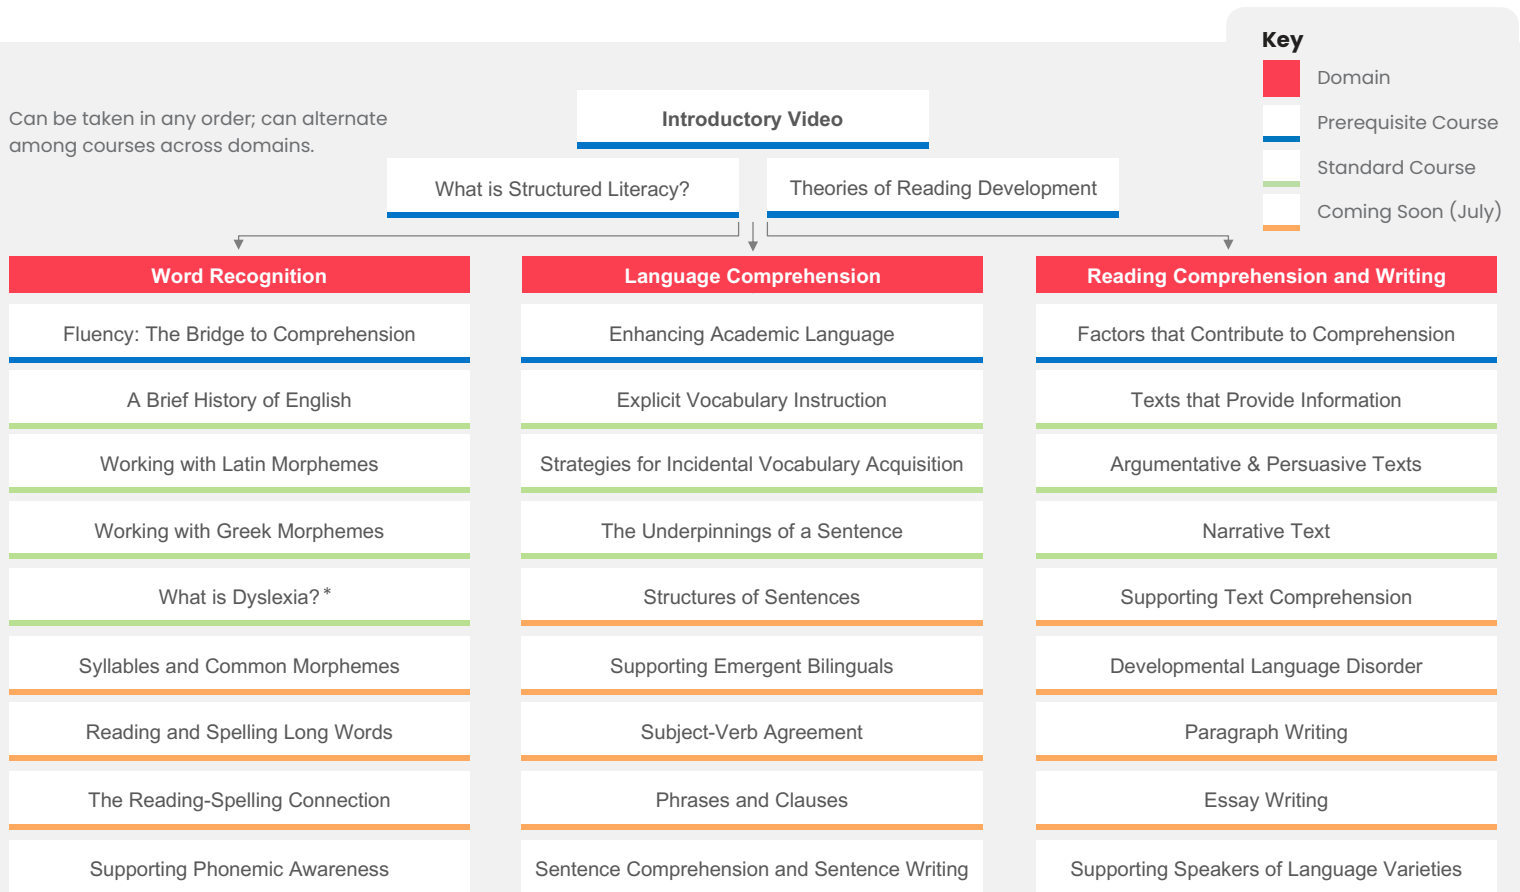 Key
Domain
Prerequisite Course
Standard Course
Coming Soon (July)
Can be taken in any order; can alternate
among courses across domains.
Introductory Video
What is Structured Literacy?
Theories of Reading Development
Word Recognition
Fluency: The Bridge to Comprehension
A Brief History of English
Working with Latin Morphemes
Working with Greek Morphemes
What is Dyslexia?*
Syllables and Common Morphemes
Reading and Spelling Long Words
The Reading-Spelling Connection
Supporting Phonemic Awareness
Language Comprehension
Enhancing Academic Language
Explicit Vocabulary Instruction
Strategies for Incidental Vocabulary Acquisition
The Underpinnings of a Sentence
Structures of Sentences
Supporting Emergent Bilinguals
Subject-Verb Agreement
Phrases and Clauses
Sentence Comprehension and Sentence Writing
Reading Comprehension and Writing
Factors that Contribute to Comprehension
Texts that Provide Information
Argumentative & Persuasive Texts
Narrative Text
Supporting Text Comprehension
Developmental Language Disorder
Paragraph Writing
Essay Writing
Supporting Speakers of Language Varieties